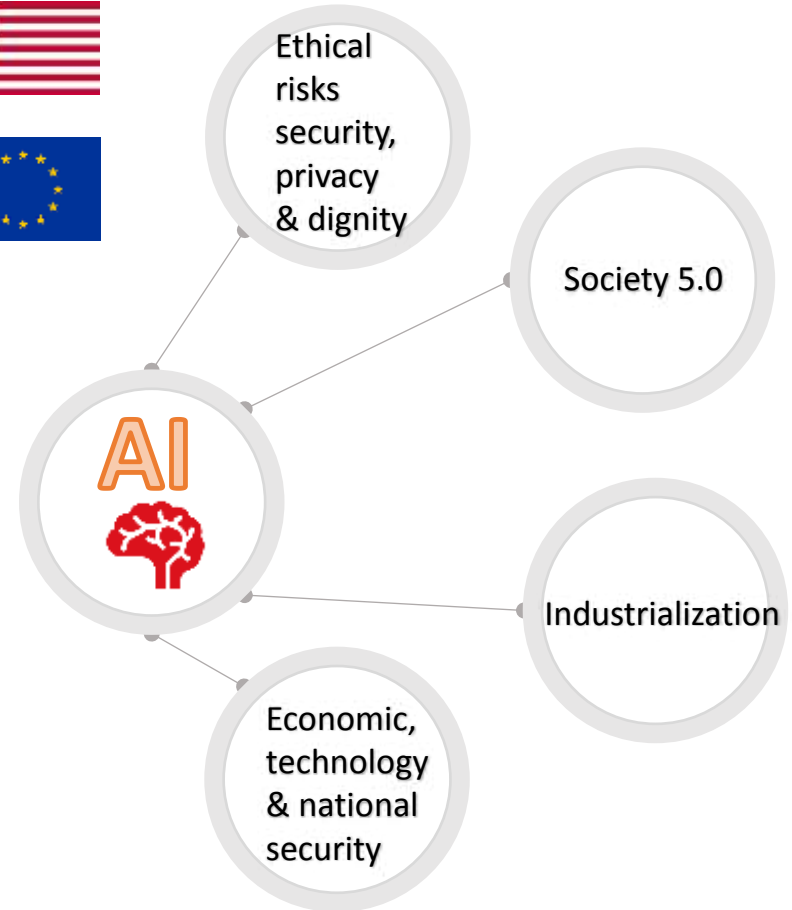 Ethical
risks
security,
privacy
& dignity
Society 5.0
AI
Industrialization
Economic,
technology
& national
security